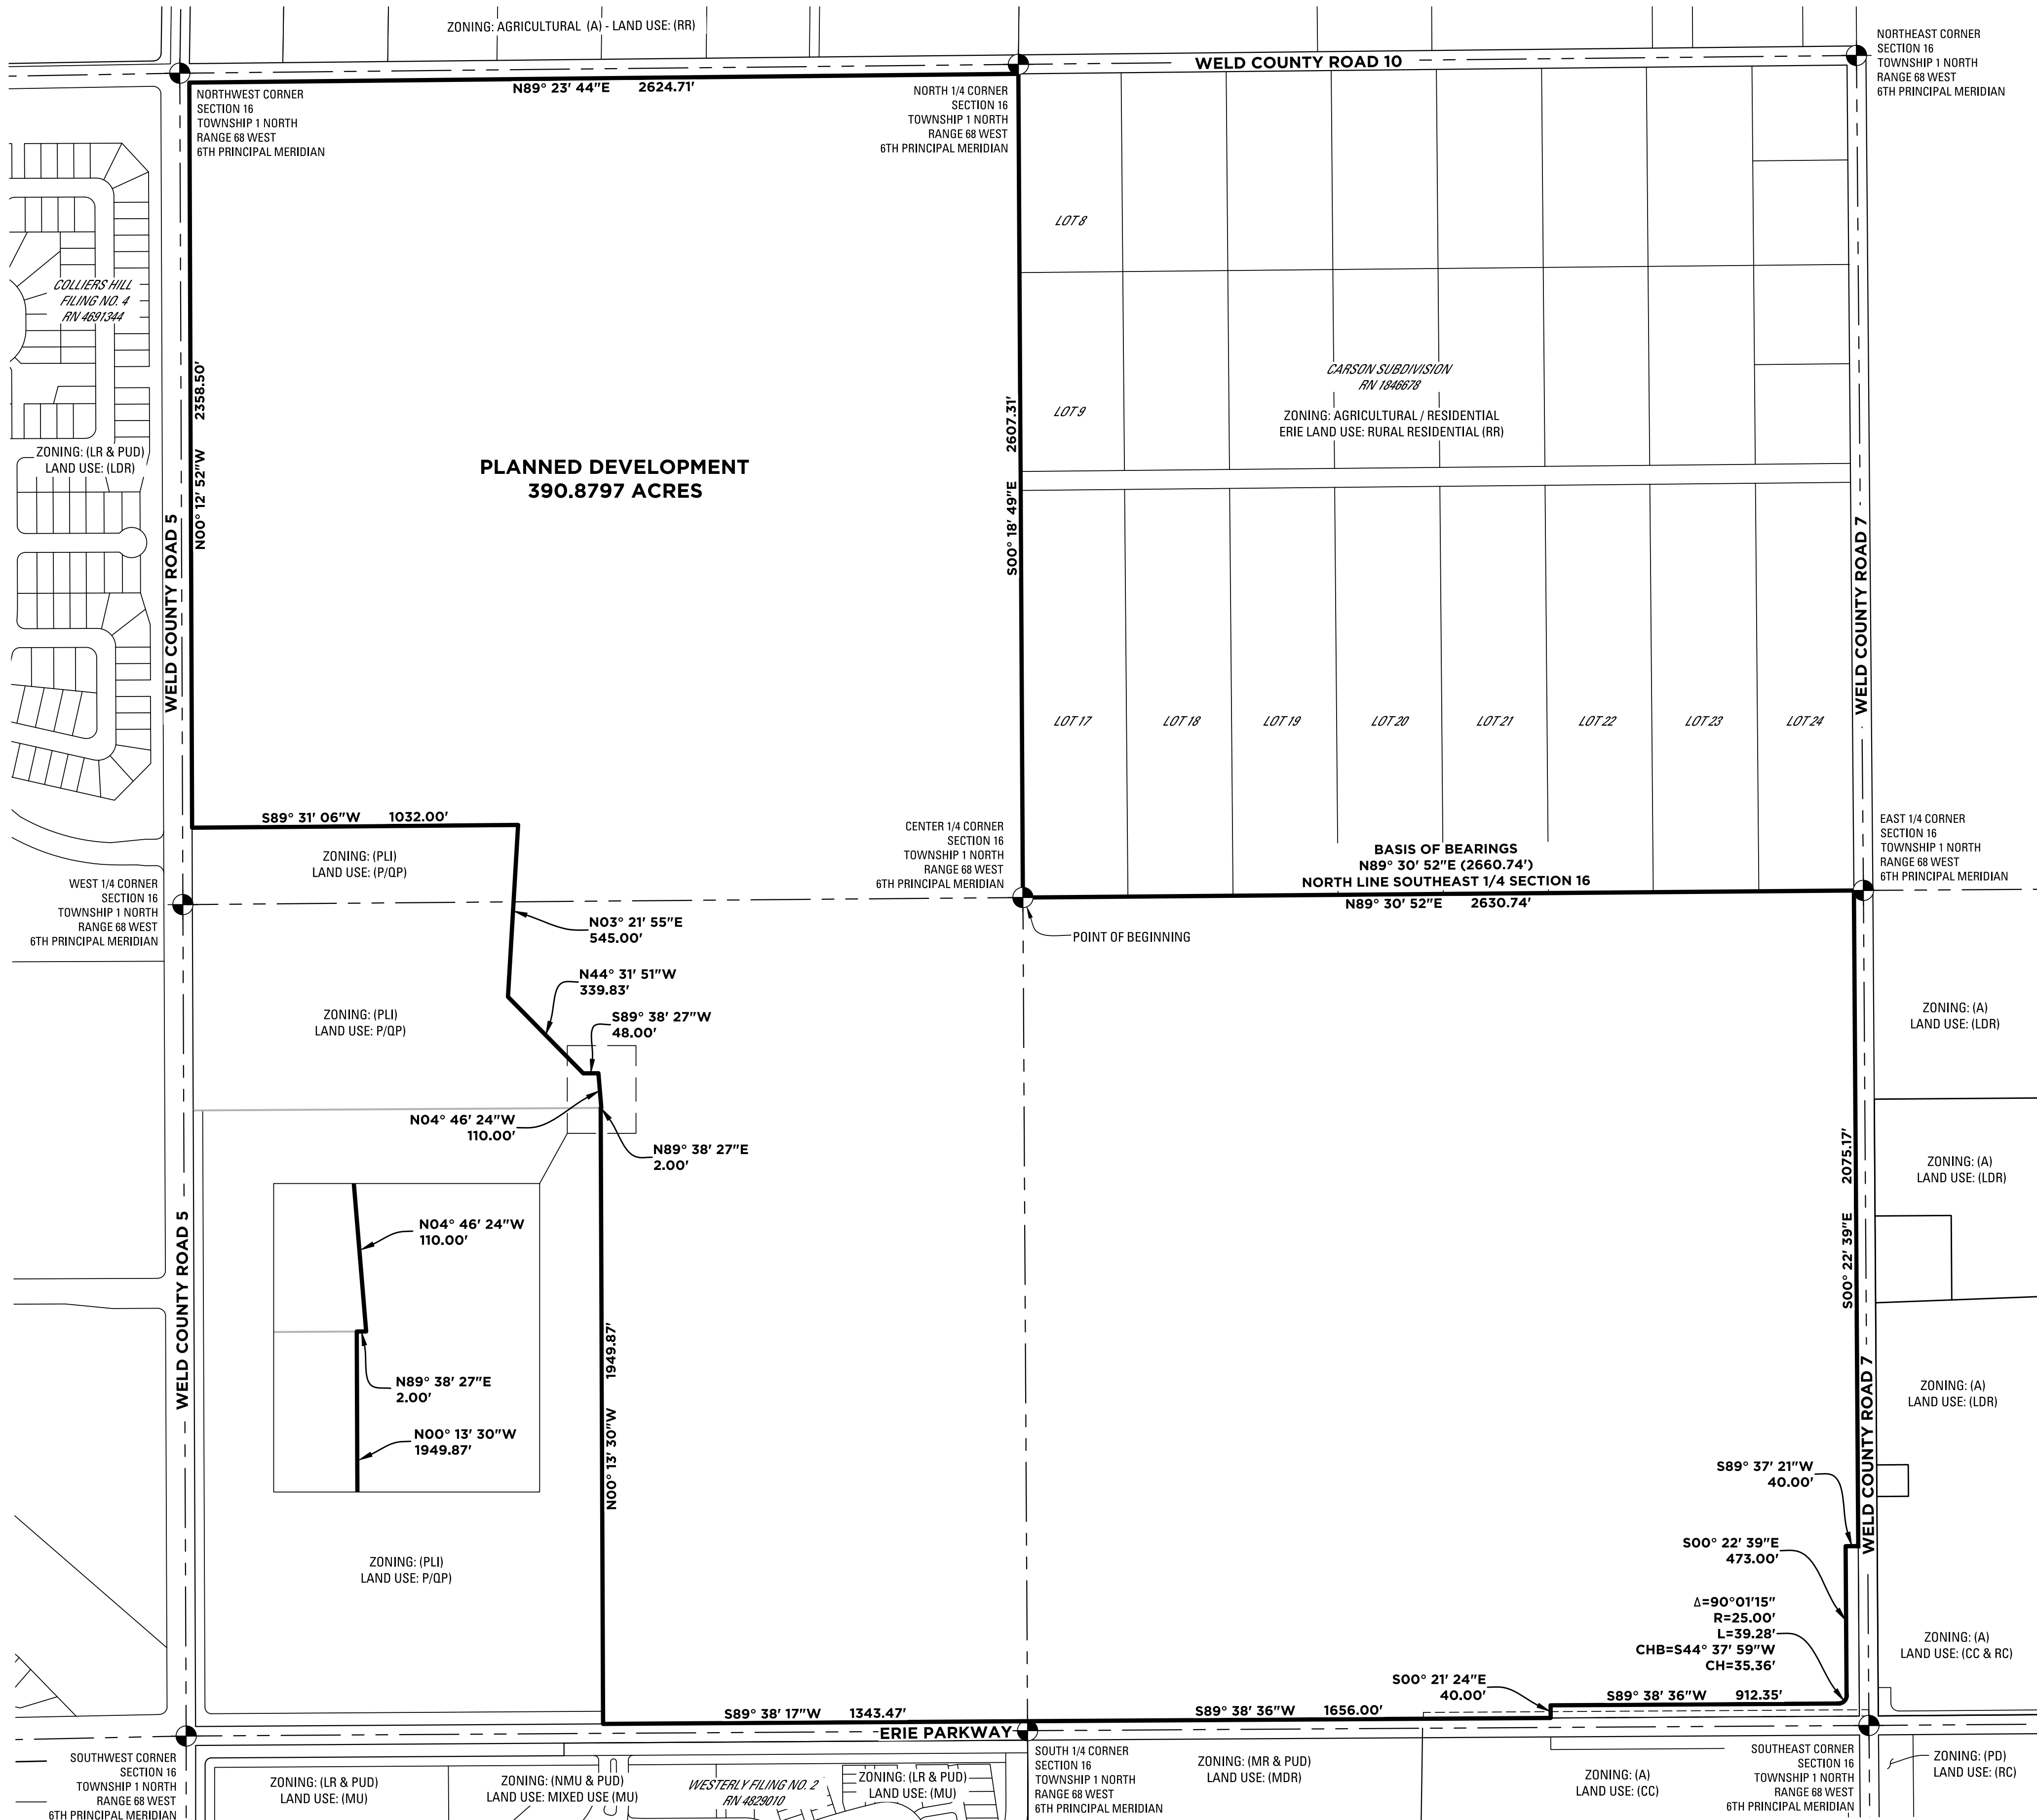 ZONING: AGRICULTURAL (A) - LAND USE: (RR)
WELD COUNTY ROAD 10
NORTHEAST CORNER
SECTION 16
TOWNSHIP 1 NORTH
RANGE 68 WEST
6TH PRINCIPAL MERIDIAN
NORTHWEST CORNER
SECTION 16
TOWNSHIP 1 NORTH
RANGE 68 WEST
6TH PRINCIPAL MERIDIAN
N89° 23' 44"E 2624.71'
NORTH 1/4 CORNER
SECTION 16
TOWNSHIP 1 NORTH
RANGE 68 WEST
6TH PRINCIPAL MERIDIAN
LOT 8
COLLIERS HILL
FILING NO. 4
RN 4691344
ZONING: (LR & PUD)
LAND USE: (LDR)
WELD COUNTY ROAD 5
N00° 12' 52"W 2358.50'
PLANNED DEVELOPMENT
390.8797 ACRES
S00° 18' 49"E 2607.31'
LOT 9
CARSON SUBDIVISION
RN 1846678
ZONING: AGRICULTURAL / RESIDENTIAL
ERIE LAND USE: RURAL RESIDENTIAL (RR)
WELD COUNTY ROAD 7
LOT 17
LOT 18
LOT 19
LOT 20
LOT 21
LOT 22
LOT 23
LOT 24
S89° 31' 06"W 1032.00'
ZONING: (PLI)
LAND USE: (P/QP)
CENTER 1/4 CORNER
SECTION 16
TOWNSHIP 1 NORTH
RANGE 68 WEST
6TH PRINCIPAL MERIDIAN
BASIS OF BEARINGS
N89° 30' 52"E (2660.74')
NORTH LINE SOUTHEAST 1/4 SECTION 16
N89° 30' 52"E 2630.74'
EAST 1/4 CORNER
SECTION 16
TOWNSHIP 1 NORTH
RANGE 68 WEST
6TH PRINCIPAL MERIDIAN
WEST 1/4 CORNER
SECTION 16
TOWNSHIP 1 NORTH
RANGE 68 WEST
6TH PRINCIPAL MERIDIAN
N03° 21' 55"E
545.00'
POINT OF BEGINNING
N44° 31' 51"W
339.83'
S89° 38' 27"W
48.00'
ZONING: (PLI)
LAND USE: P/QP)
ZONING: (A)
LAND USE: (LDR)
N04° 46' 24"W
110.00'
N89° 38' 27"E
2.00'
ZONING: (A)
LAND USE: (LDR)
S00° 22' 39"E 2075.17'
WELD COUNTY ROAD 5
N04° 46' 24"W
110.00'
N89° 38' 27"E
2.00'
N00° 13' 30"W
1949.87'
N00° 13' 30"W 1949.87'
ZONING: (A)
LAND USE: (LDR)
WELD COUNTY ROAD 7
S89° 37' 21"W
40.00'
S00° 22' 39"E
473.00'
Δ=90°01'15"
R=25.00'
L=39.28'
CHB=S44° 37' 59"W
CH=35.36'
ZONING: (PLI)
LAND USE: P/QP)
ZONING: (A)
LAND USE: (CC & RC)
S00° 21' 24"E
40.00'
S89° 38' 36"W 912.35'
S89° 38' 17"W 1343.47'
S89° 38' 36"W 1656.00'
ERIE PARKWAY
SOUTHWEST CORNER
SECTION 16
TOWNSHIP 1 NORTH
RANGE 68 WEST
6TH PRINCIPAL MERIDIAN
ZONING: (LR & PUD)
LAND USE: (MU)
ZONING: (NMU & PUD)
LAND USE: MIXED USE (MU)
WESTERLY FILING NO. 2
RN 4829010
ZONING: (LR & PUD)
LAND USE: (MU)
SOUTH 1/4 CORNER
SECTION 16
TOWNSHIP 1 NORTH
RANGE 68 WEST
6TH PRINCIPAL MERIDIAN
ZONING: (MR & PUD)
LAND USE: (MDR)
ZONING: (A)
LAND USE: (CC)
SOUTHEAST CORNER
SECTION 16
TOWNSHIP 1 NORTH
RANGE 68 WEST
6TH PRINCIPAL MERIDIAN
ZONING: (PD)
LAND USE: (RC)